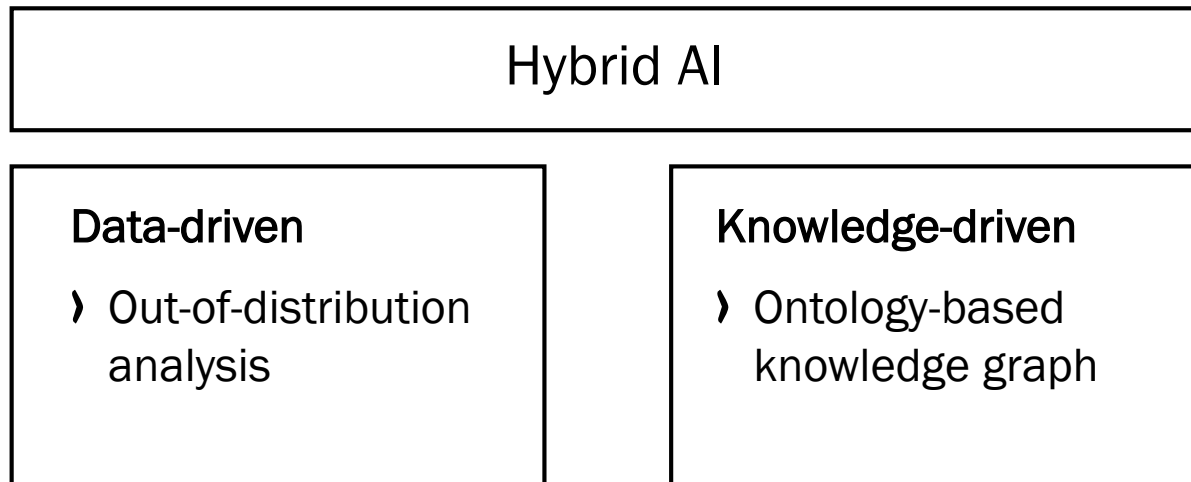 Hybrid AI
Data-driven
› Out-of-distribution
analysis
Knowledge-driven
› Ontology-based
knowledge graph